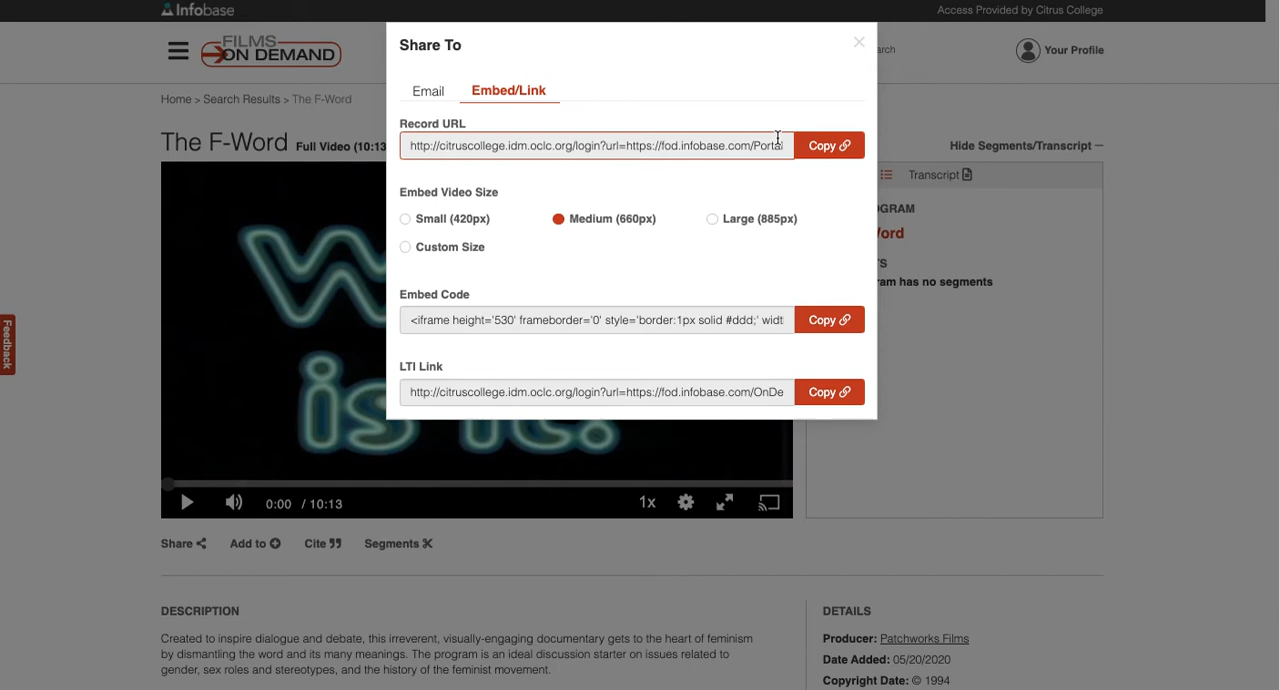 Infobase
Access Provided by Citrus College
Share To
FILMS
ON DEMAND
arch
Your Profile
Email
Embed/Link
Home > Search Results > The F-Word
Record URL
The F-Word Full Video (10:13
http://citruscollege.idm.oclc.org/login?url=https://fod.infobase.com/Portal
Copy
Hide Segments/Transcript
Transcript
Embed Video Size
OGRAM
Small (420px)
Medium (660px)
Large (885px)
Word
Custom Size
TS
ram has no segments
Embed Code
<iframe height='530' frameborder='0' style='border:1px solid #ddd;' widt
Copy
Feedback
LTI Link
http://citruscollege.idm.oclc.org/login?url=https://fod.infobase.com/OnDe
Copy
is it?
0:00 / 10:13
1x
Share
Add to
Cite
Segments
DESCRIPTION
Created to inspire dialogue and debate, this irreverent, visually-engaging documentary gets to the heart of feminism
by dismantling the word and its many meanings. The program is an ideal discussion starter on issues related to
gender, sex roles and stereotypes, and the history of the feminist movement.
DETAILS
Producer: Patchworks Films
Date Added: 05/20/2020
Copyright Date: © 1994